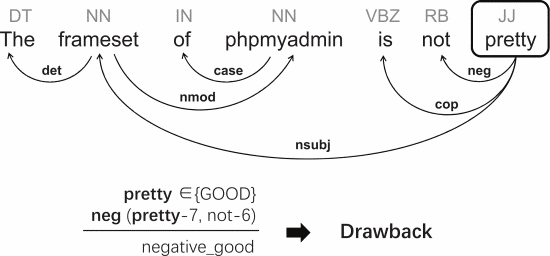 DT NN IN NN VBZ RB JJ
The frameset of phpmyadmin is not pretty
det case neg
nmod cop
nsubj
pretty ∈{GOOD}
neg (pretty-7, not-6)
negative_good
Drawback